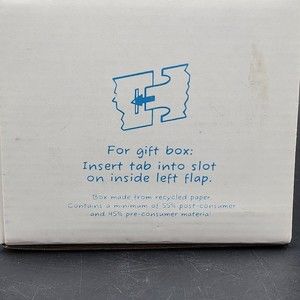 For gift box:
Insert tab into slot
on inside left flap.
Box made from recycled paper
Contains a minimum of 55% post-consumer
and 45% pre-consumer material